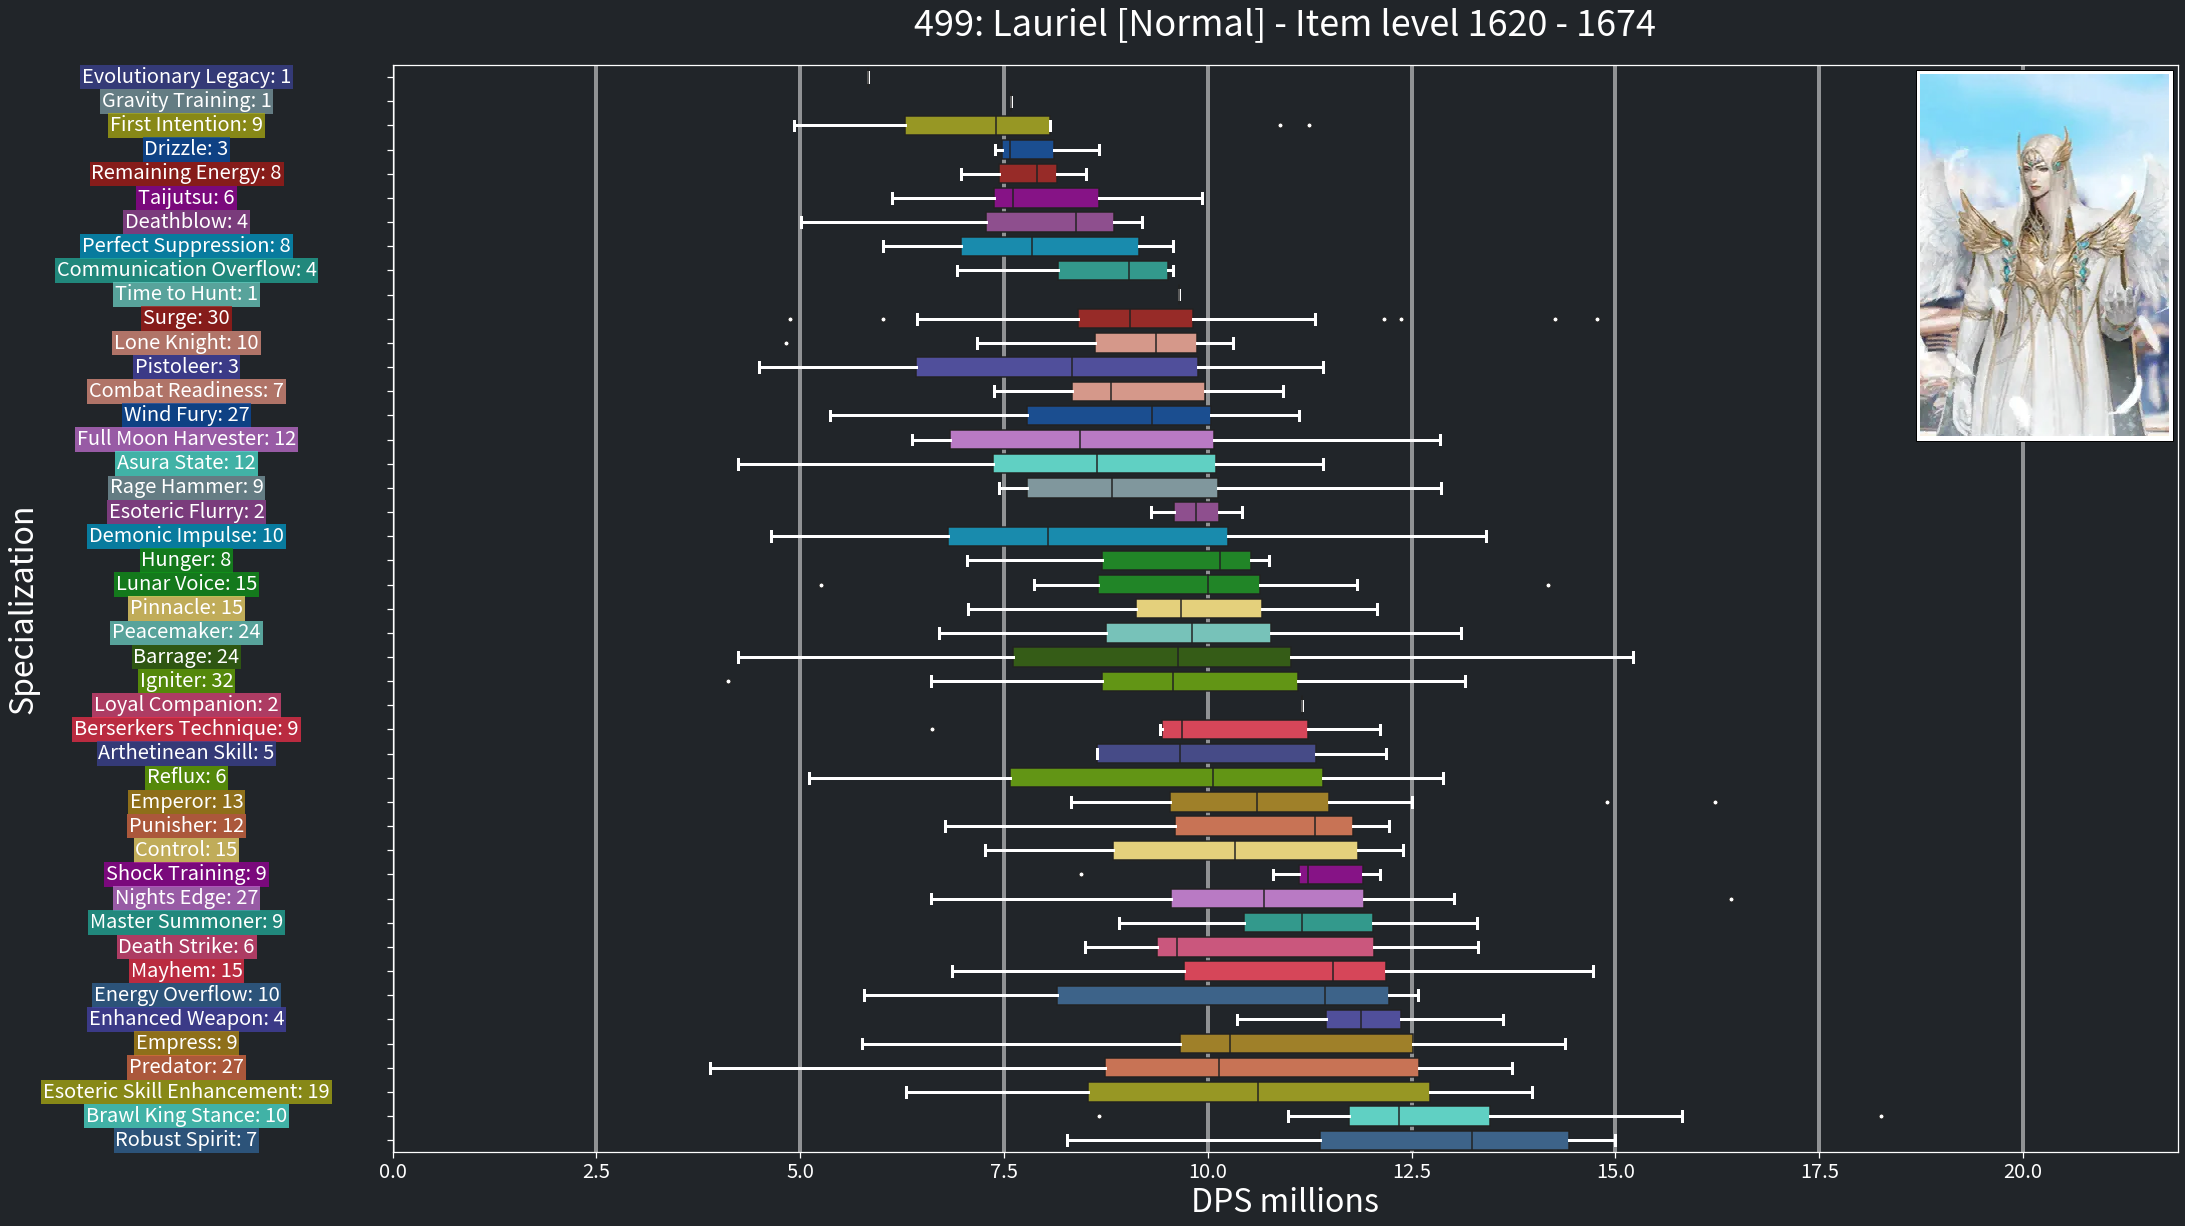 499: Lauriel [Normal] - Item level 1620 - 1674
Specialization
Evolutionary Legacy: 1
Gravity Training: 1
First Intention: 9
Drizzle: 3
Remaining Energy: 8
Taijutsu: 6
Deathblow: 4
Perfect Suppression: 8
Communication Overflow: 4
Time to Hunt: 1
Surge: 30
Lone Knight: 10
Pistoleer: 3
Combat Readiness: 7
Wind Fury: 27
Full Moon Harvester: 12
Asura State: 12
Rage Hammer: 9
Esoteric Flurry: 2
Demonic Impulse: 10
Hunger: 8
Lunar Voice: 15
Pinnacle: 15
Peacemaker: 24
Barrage: 24
Igniter: 32
Loyal Companion: 2
Berserkers Technique: 9
Arthetinean Skill: 5
Reflux: 6
Emperor: 13
Punisher: 12
Control: 15
Shock Training: 9
Nights Edge: 27
Master Summoner: 9
Death Strike: 6
Mayhem: 15
Energy Overflow: 10
Enhanced Weapon: 4
Empress: 9
Predator: 27
Esoteric Skill Enhancement: 19
Brawl King Stance: 10
Robust Spirit: 7
0.0 2.5 5.0 7.5 10.0 12.5 15.0 17.5 20.0
DPS millions